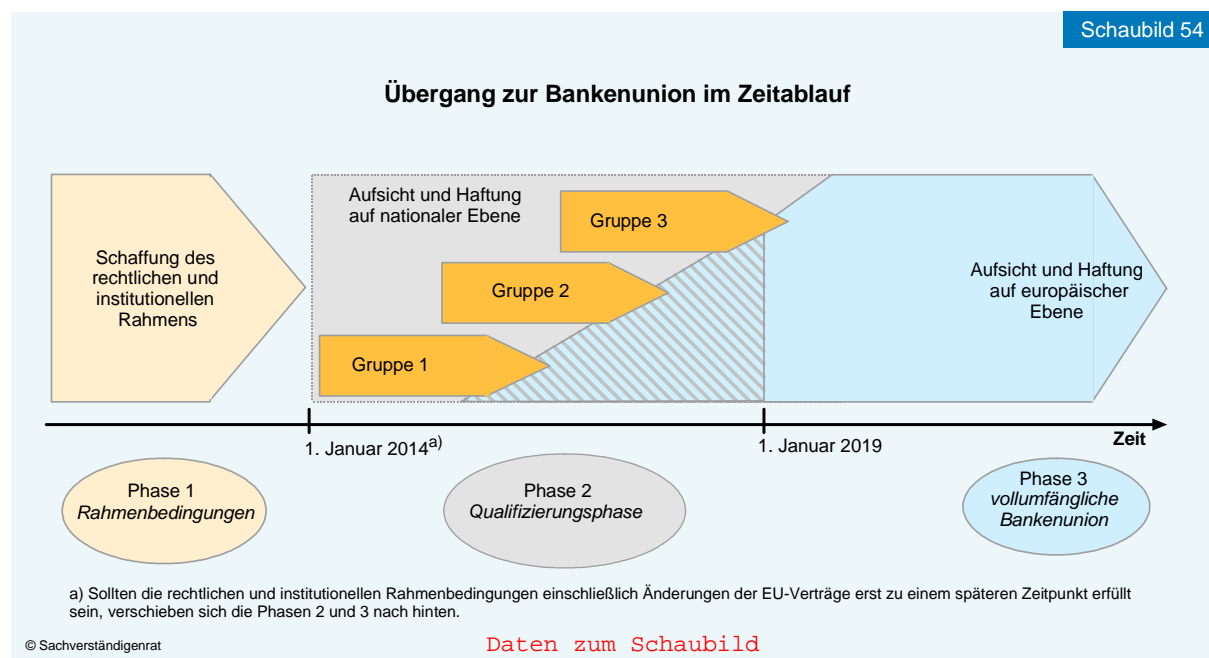 Schaubild 54
Übergang zur Bankenunion im Zeitablauf
Schaffung des
rechtlichen und
institutionellen
Rahmens
Aufsicht und Haftung
auf nationaler Ebene
Gruppe 3
Gruppe 2
Gruppe 1
Aufsicht und Haftung
auf europäischer
Ebene
1. Januar 2014a)
1. Januar 2019
Zeit
Phase 1
Rahmenbedingungen
Phase 2
Qualifizierungsphase
Phase 3
vollumfängliche
Bankenunion
a) Sollten die rechtlichen und institutionellen Rahmenbedingungen einschließlich Änderungen der EU-Verträge erst zu einem späteren Zeitpunkt erfüllt
sein, verschieben sich die Phasen 2 und 3 nach hinten.
© Sachverständigenrat
Daten zum Schaubild